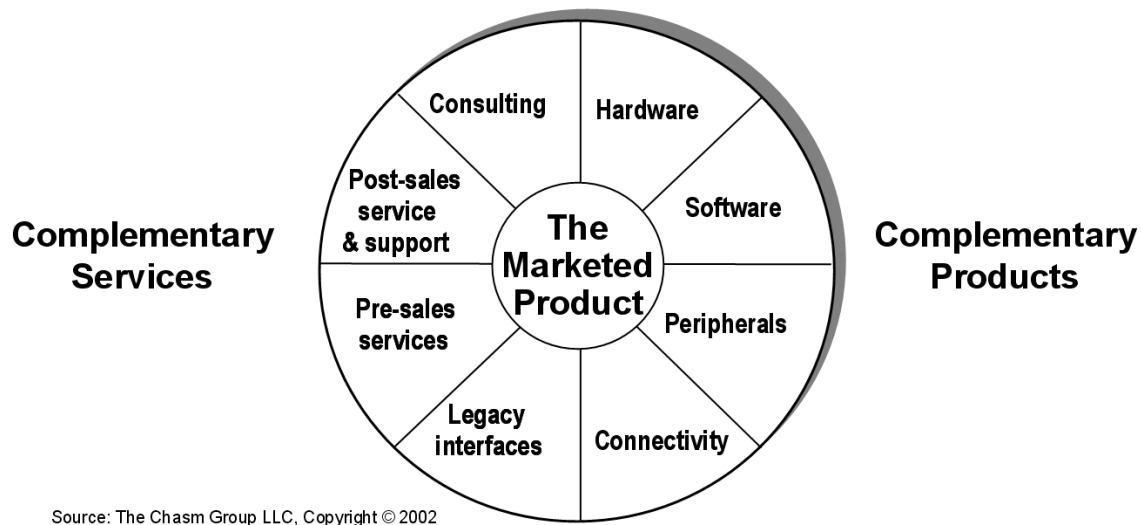 Consulting
Hardware
Post-sales
service
& support
Software
Complementary
Services
The
Marketed
Product
Complementary
Products
Pre-sales
services
Peripherals
Legacy
interfaces
Connectivity
Source: The Chasm Group LLC, Copyright © 2002